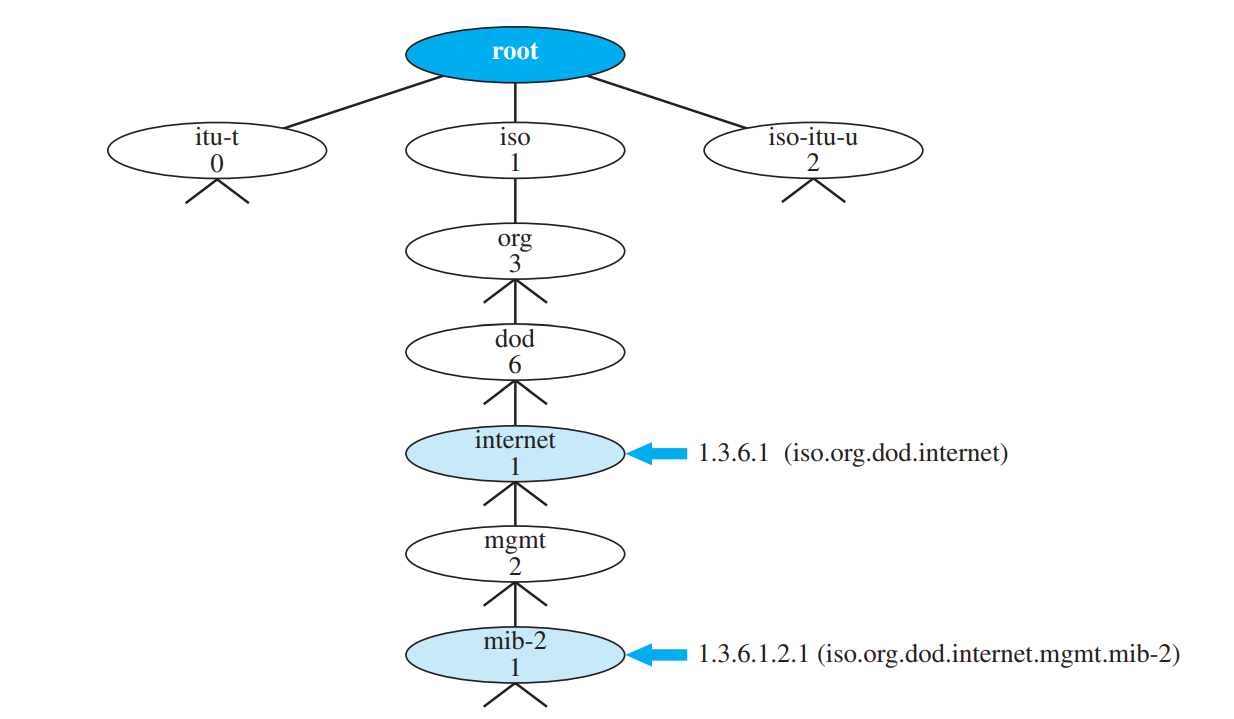 root
itu-t
0
iso
1
iso-itu-u
2
org
3
dod
6
internet
1
1.3.6.1 (iso.org.dod.internet)
mgmt
2
mib-2
1
1.3.6.1.2.1 (iso.org.dod.internet.mgmt.mib-2)